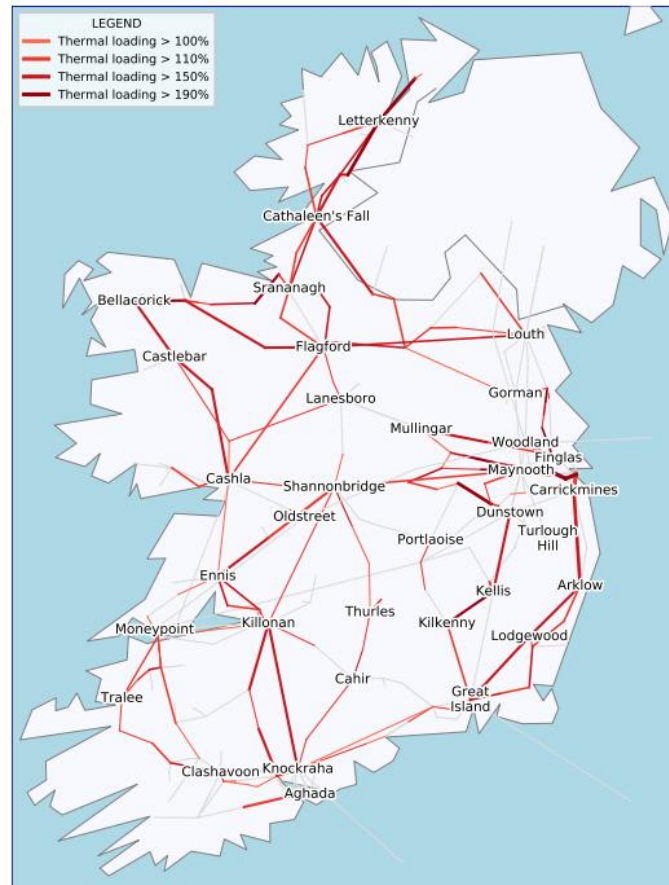 LEGEND
Thermal loading > 100%
Thermal loading > 110%
Thermal loading > 150%
Thermal loading > 190%
Letterkenny
Cathaleen's Fall
Srananagh
Bellacorick
Louth
Flagford
Castlebar
Gorman
Lanesboro
Mullingar
Woodland
Finglas
Maynooth
Cashla
Shannonbridge
Carrickmines
Oldstreet
Dunstown
Turlough
Hill
Portlaoise
Ennis
Arklow
Kellis
Thurles
Moneypoint
Killonan
Kilkenny
Lodgewood
Cahir
Great
Island
Tralee
Clashavoon
Knockraha
Aghada